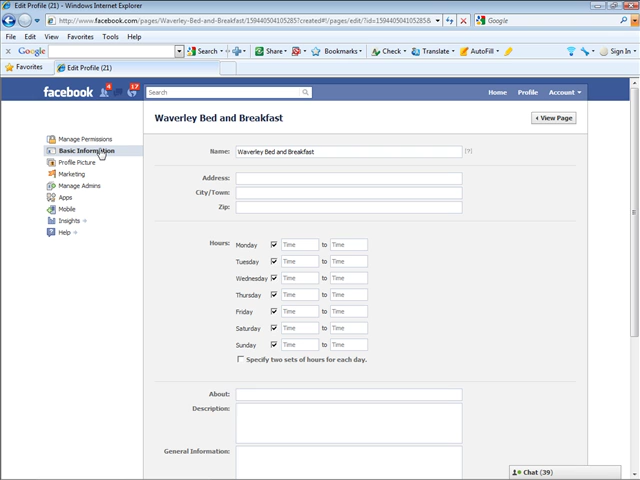 Edit Profile (21) - Windows Internet Explorer
http://www.facebook.com/pages/Waverley-Bed-and-Breakfast/159440504105285?created#!/pages/edit/?id=159440504105285&
Google
File Edit View Favorites Tools Help
Google Search Share Bookmarks Check Translate AutoFill Sign In
Favorites Edit Profile (21)
facebook 4 17 Search Home Profile Account
Waverley Bed and Breakfast
View Page
Manage Permissions
Basic Information
Profile Picture
Marketing
Manage Admins
Apps
Mobile
Insights
Help
Name: Waverley Bed and Breakfast [?]
Address:
City/Town:
Zip:
Hours: Monday Time to Time
Tuesday Time to Time
Wednesday Time to Time
Thursday Time to Time
Friday Time to Time
Saturday Time to Time
Sunday Time to Time
Specify two sets of hours for each day.
About:
Description:
General Information:
Chat (39)